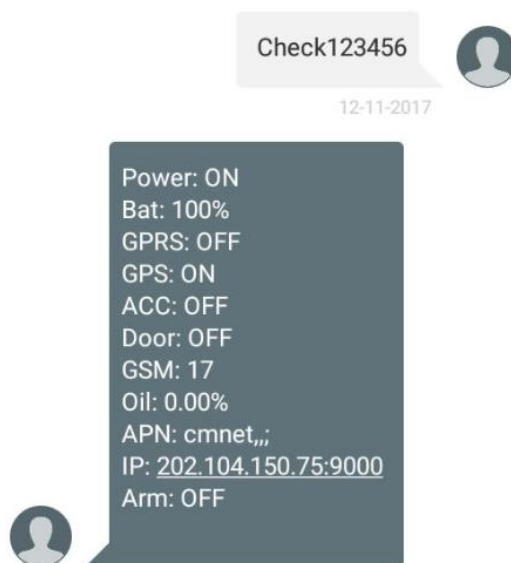 Check123456
12-11-2017
Power: ON
Bat: 100%
GPRS: OFF
GPS: ON
ACC: OFF
Door: OFF
GSM: 17
Oil: 0.00%
APN: cmnet,,;
IP: 202.104.150.75:9000
Arm: OFF